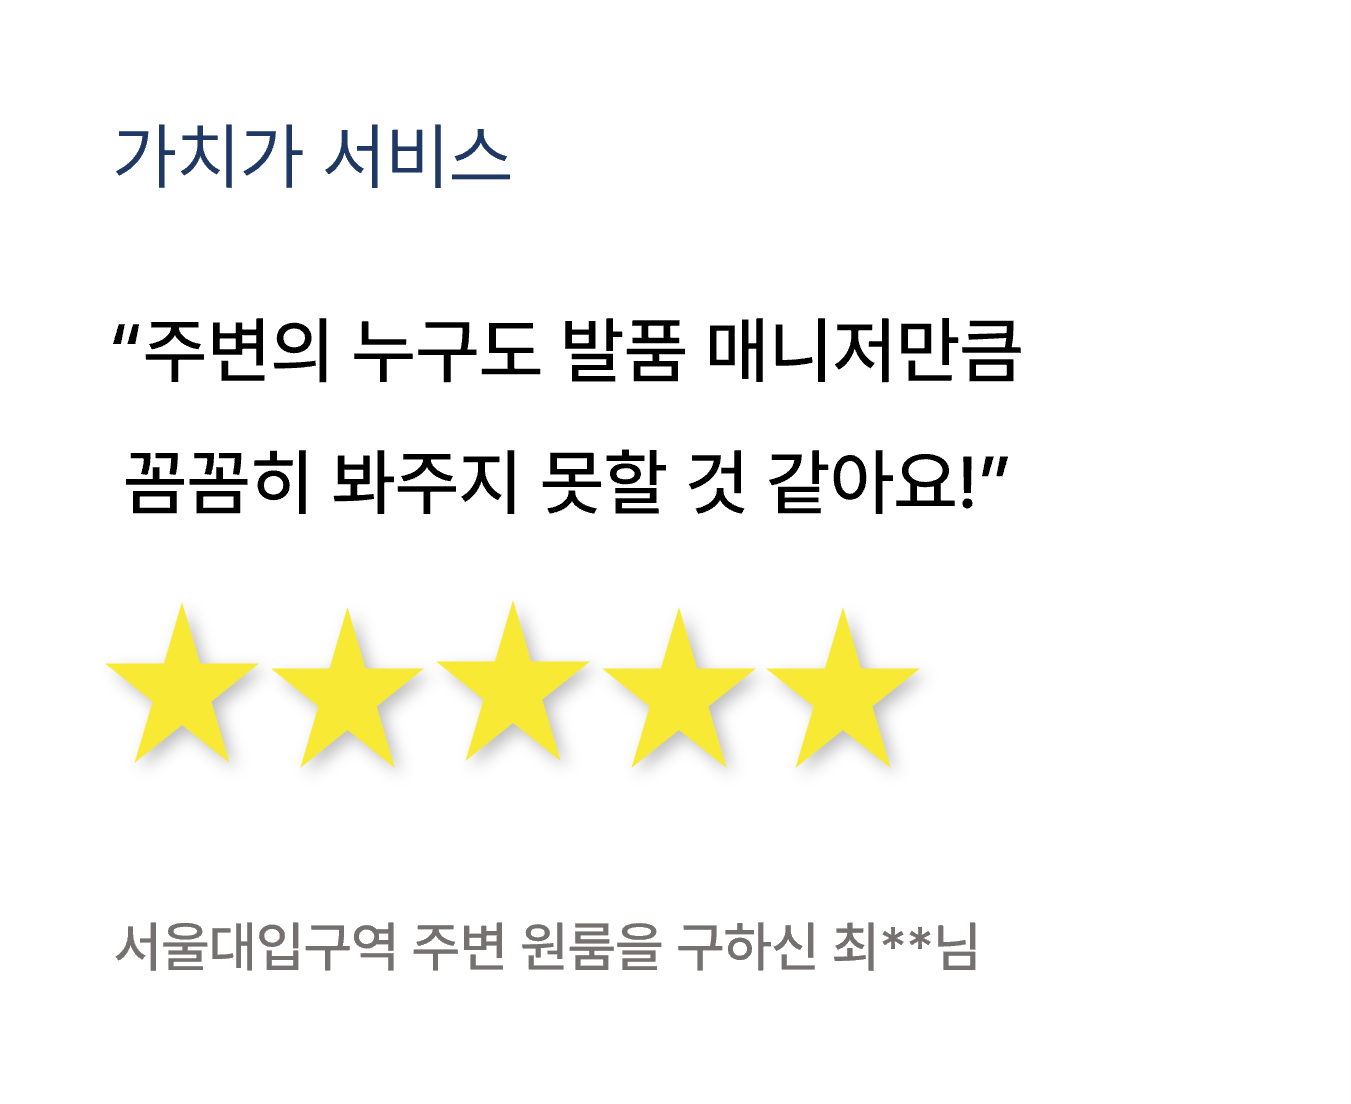 가치가 서비스
“주변의 누구도 발품 매니저만큼
꼼꼼히 봐주지 못할 것 같아요!”
서울대입구역 주변 원룸을 구하신 최**님